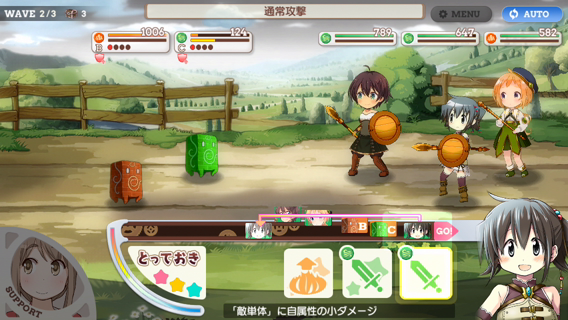 WAVE 2/3 3
通常攻撃
MENU
AUTO
1006
B
124
C
789
647
582
B
C
GO!
とっておき
SUPPORT
「敵単体」に自属性の小ダメージ